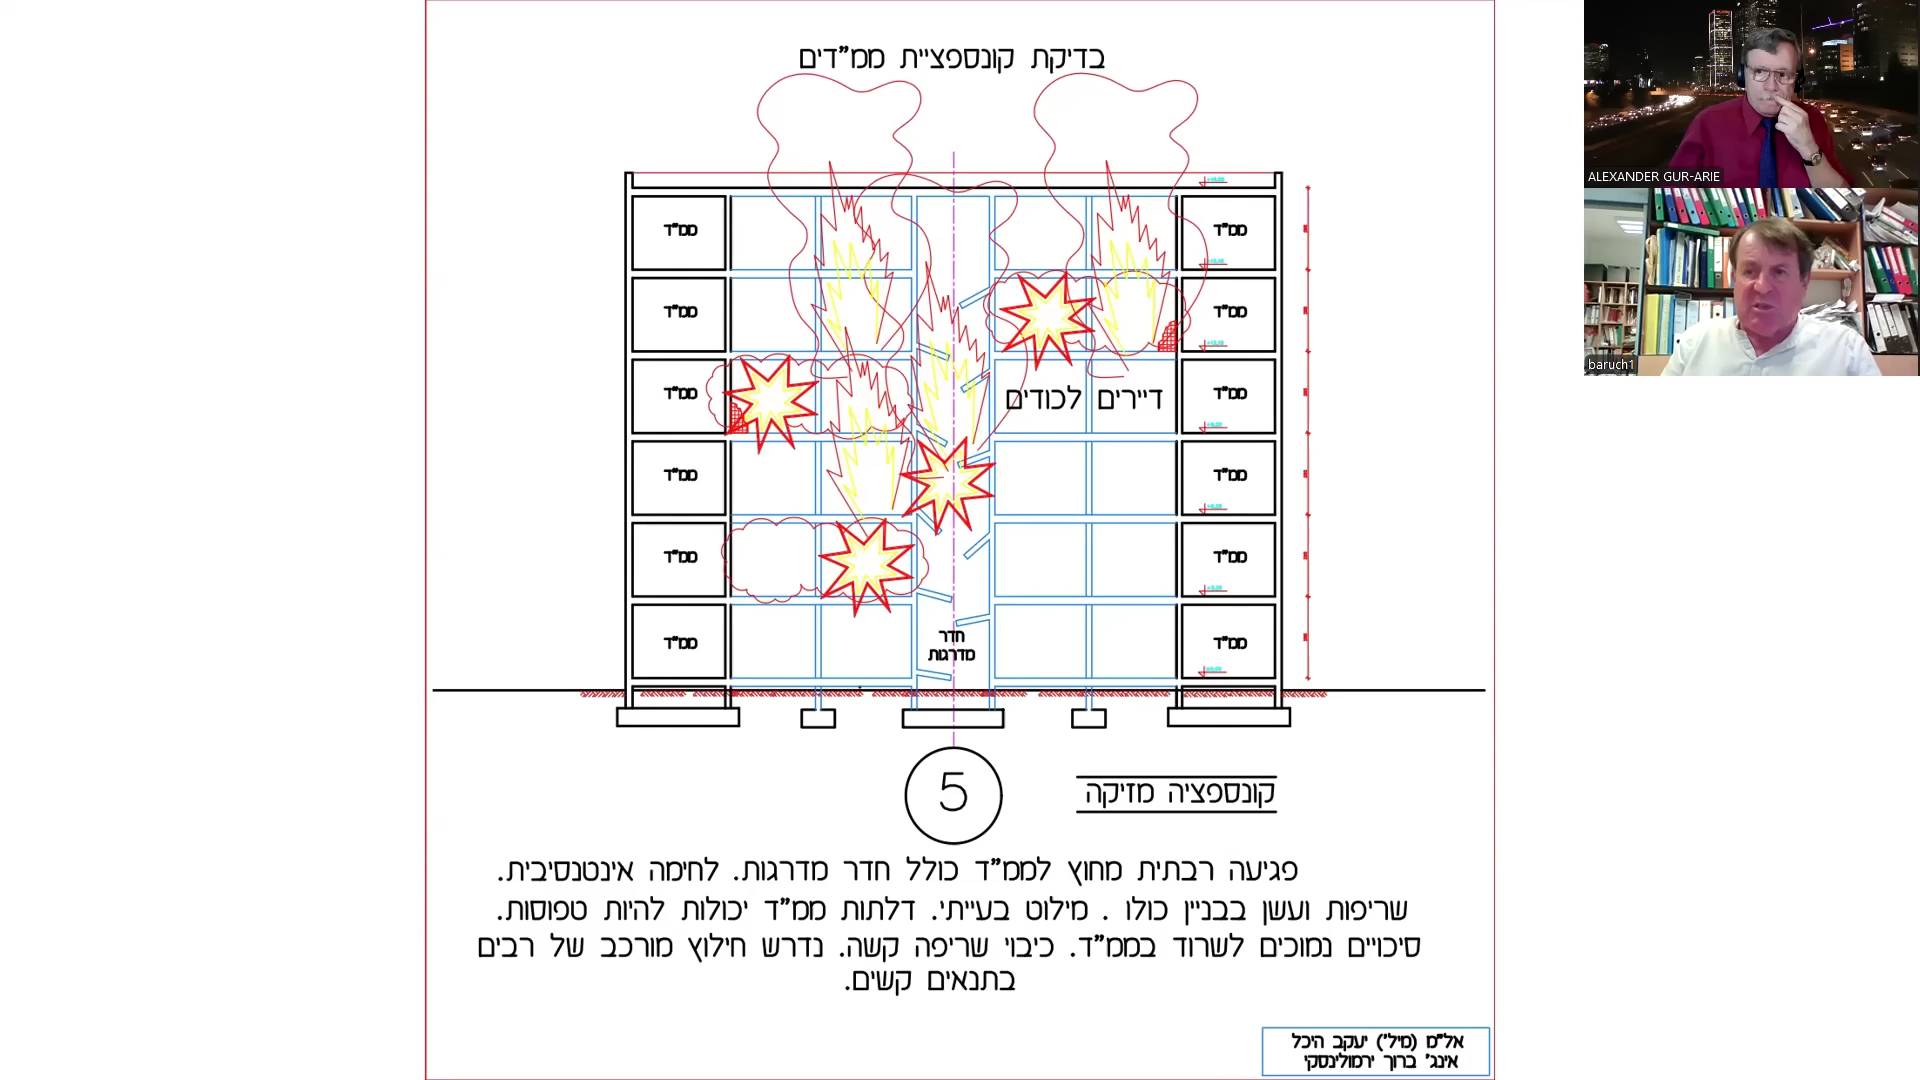 בדיקת קונספציית ממ"דים
ALEXANDER GUR-ARIE
baruch1
ממ"ד
ממ"ד
ממ"ד
ממ"ד
ממ"ד
ממ"ד
ממ"ד
ממ"ד
ממ"ד
ממ"ד
ממ"ד
ממ"ד
דיירים לכודים
חדר
מדרגות
5
קונספציה מזיקה
פגיעה רבתית מחוץ לממ"ד כולל חדר מדרגות. לחימה אינטנסיבית.
שריפות ועשן בבניין כולו . מילוט בעייתי. דלתות ממ"ד יכולות להיות טפוסות.
סיכויים נמוכים לשרוד בממ"ד. כיבוי שריפה קשה. נדרש חילוץ מורכב של רבים
בתנאים קשים.
אל"מ (מיל') יעקב היכל
אינג' ברוך ירמולינסקי